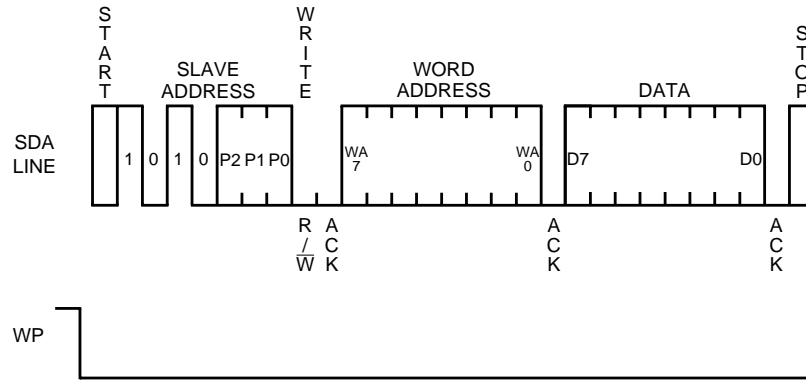 START
WRITE
STOP
SLAVE
ADDRESS
WORD
ADDRESS
DATA
SDA
LINE
1 0 1 0 P2 P1 P0
WA
7
WA
0
D7 D0
R
/
W
ACK
ACK
ACK
WP